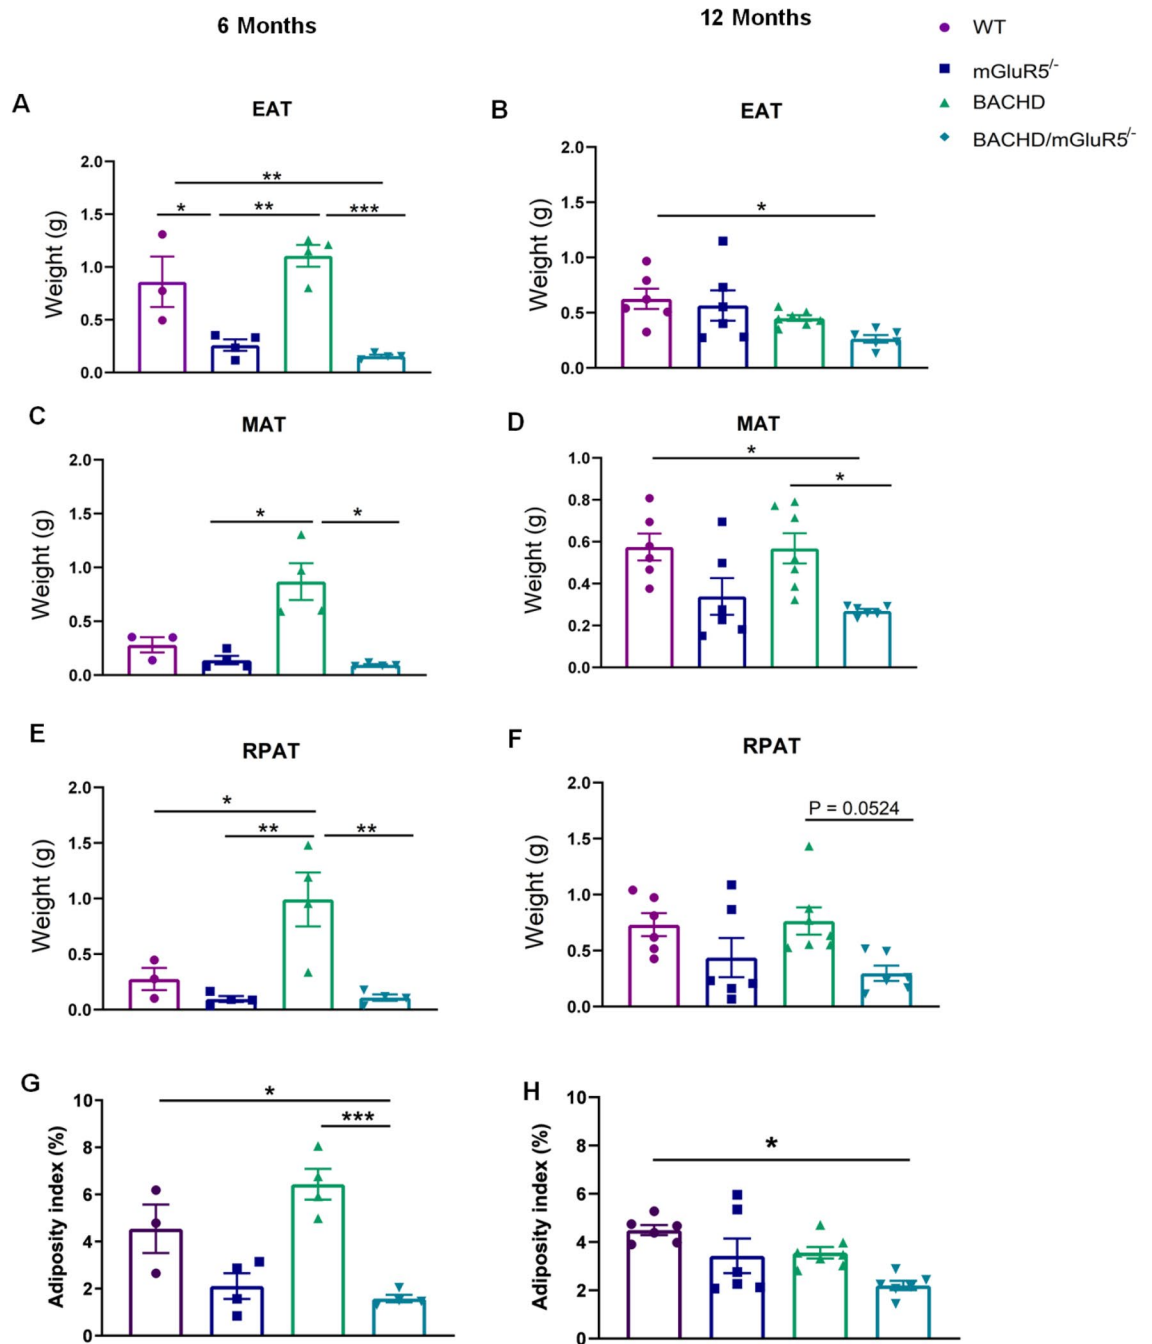 6 Months
12 Months
WT
mGluR5/-
BACHD
BACHD/mGluR5/-
A
EAT
Weight (g)
2.0
1.5
1.0
0.5
0.0
**
*
**
***
B
EAT
Weight (g)
2.0
1.5
1.0
0.5
0.0
*
C
MAT
Weight (g)
2.0
1.5
1.0
0.5
0.0
*
*
D
MAT
Weight (g)
1.0
0.8
0.6
0.4
0.2
0.0
*
*
E
RPAT
Weight (g)
2.0
1.5
1.0
0.5
0.0
*
**
**
F
RPAT
Weight (g)
2.0
1.5
1.0
0.5
0.0
P = 0.0524
G
Adiposity index (%)
10
8
6
4
2
0
*
***
H
Adiposity index (%)
10
8
6
4
2
0
*